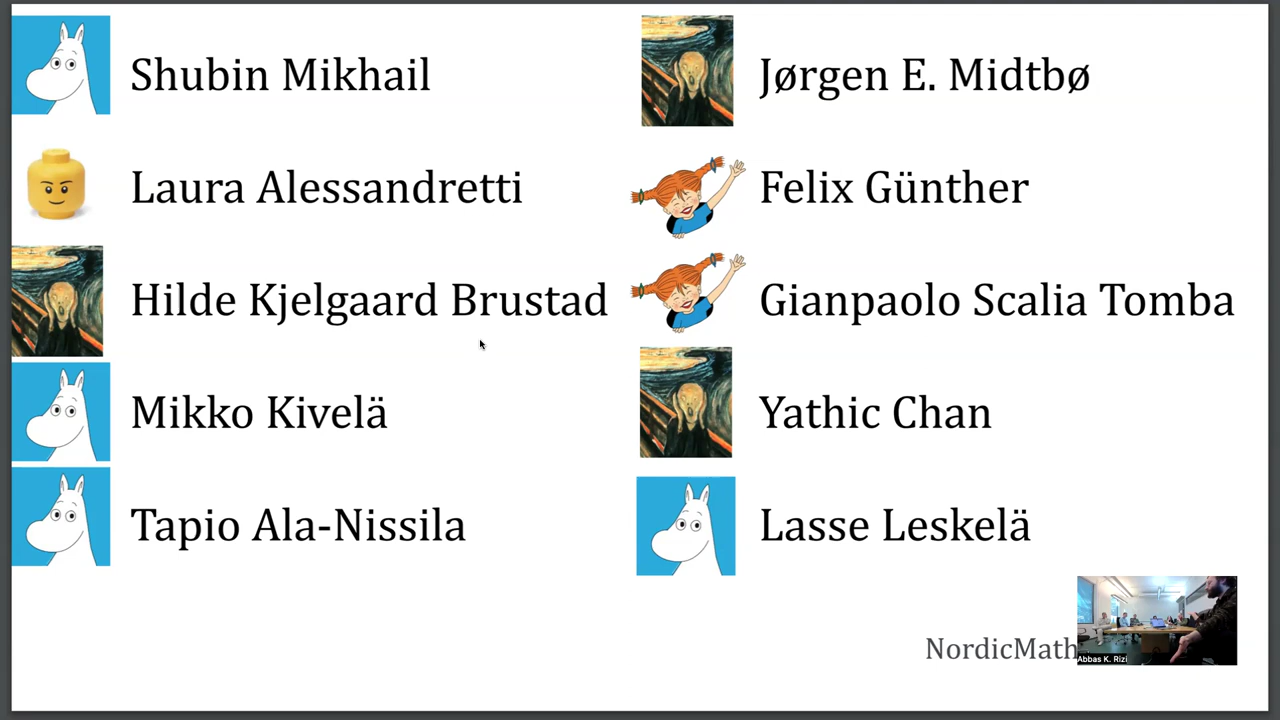 Shubin Mikhail
Laura Alessandretti
Hilde Kjelgaard Brustad
Mikko Kivelä
Tapio Ala-Nissila
Jørgen E. Midtbø
Felix Günther
Gianpaolo Scalia Tomba
Yathic Chan
Lasse Leskelä
NordicMath
Abbas K. Rizi